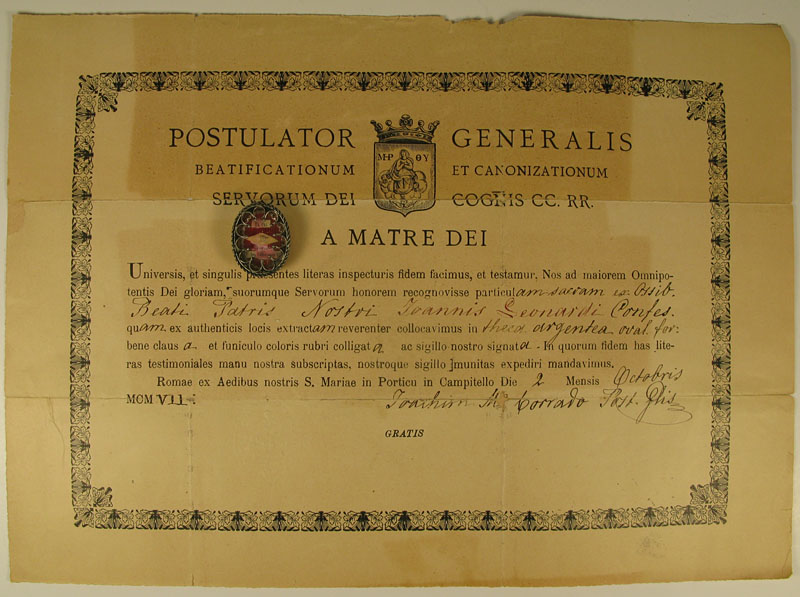 POSTULATOR GENERALIS
M-P ΘY
BEATIFICATIONUM ET CANONIZATIONUM
SERVORUM DEI COGNIS CC. RR.
A MATRE DEI
Universis, et singulis praesentes literas inspecturis fidem facimus, et testamur. Nos ad maiorem Omnipo-
tentis Dei gloriam, suorumque Servorum honorem recognovisse particulam sacram ex Ossib.
Beati Patris Nostri Ioannis Leonardi Confes.
quam ex authenticis locis extractam reverenter collocavimus in theca argentea oval. for:
bene clausa et funiculo coloris rubri colligata ac sigillo nostro signata - In quorum fidem has lite-
ras testimoniales manu nostra subscriptas, nostroque sigillo munitas expediri mandavimus.
Romae ex Aedibus nostris S. Mariae in Porticu in Campitello Die 2 Mensis Octobris
MCMVII.
Ioachim M. Corrado Post. Glis
GRATIS